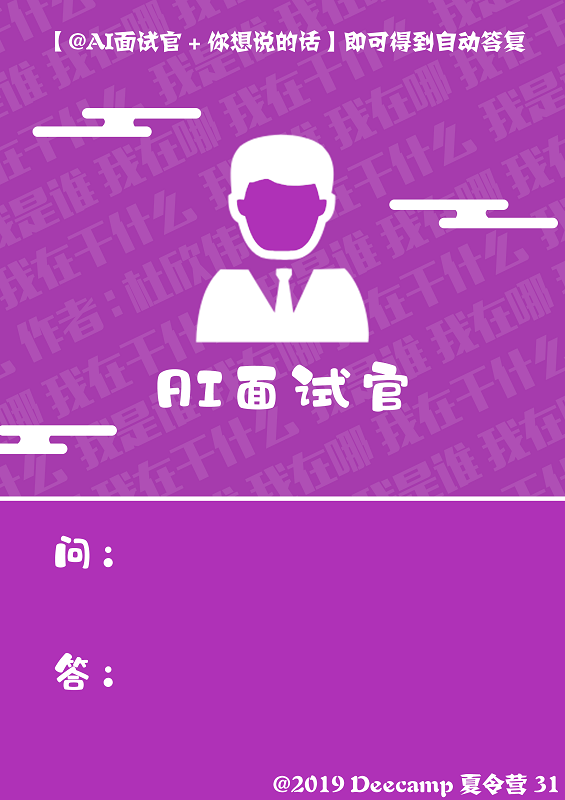 【@AI面试官 + 你想说的话】即可得到自动答复
我是谁 我在哪 我在干什么
作者：杜欣伟
AI面试官
问：
答：
@2019 Deecamp 夏令营 31